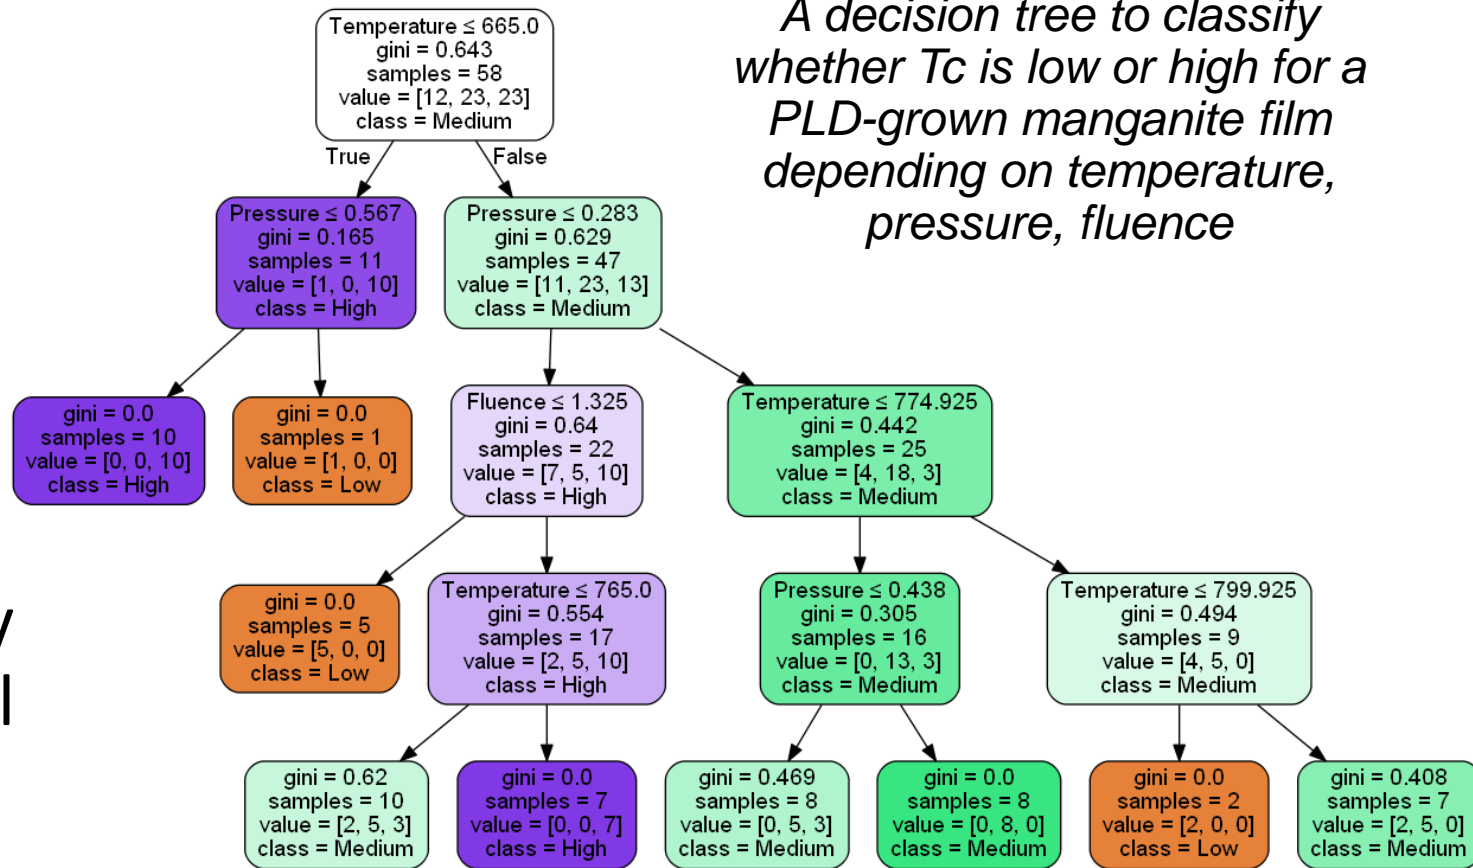 A decision tree to classify
whether Tc is low or high for a
PLD-grown manganite film
depending on temperature,
pressure, fluence
Temperature ≤ 665.0
gini = 0.643
samples = 58
value = [12, 23, 23]
class = Medium
True
False
Pressure ≤ 0.567
gini = 0.165
samples = 11
value = [1, 0, 10]
class = High
Pressure ≤ 0.283
gini = 0.629
samples = 47
value = [11, 23, 13]
class = Medium
gini = 0.0
samples = 10
value = [0, 0, 10]
class = High
gini = 0.0
samples = 1
value = [1, 0, 0]
class = Low
Fluence ≤ 1.325
gini = 0.64
samples = 22
value = [7, 5, 10]
class = High
Temperature ≤ 774.925
gini = 0.442
samples = 25
value = [4, 18, 3]
class = Medium
gini = 0.0
samples = 5
value = [5, 0, 0]
class = Low
Temperature ≤ 765.0
gini = 0.554
samples = 17
value = [2, 5, 10]
class = High
Pressure ≤ 0.438
gini = 0.305
samples = 16
value = [0, 13, 3]
class = Medium
Temperature ≤ 799.925
gini = 0.494
samples = 9
value = [4, 5, 0]
class = Medium
gini = 0.62
samples = 10
value = [2, 5, 3]
class = Medium
gini = 0.0
samples = 7
value = [0, 0, 7]
class = High
gini = 0.469
samples = 8
value = [0, 5, 3]
class = Medium
gini = 0.0
samples = 8
value = [0, 8, 0]
class = Medium
gini = 0.0
samples = 2
value = [2, 0, 0]
class = Low
gini = 0.408
samples = 7
value = [2, 5, 0]
class = Medium